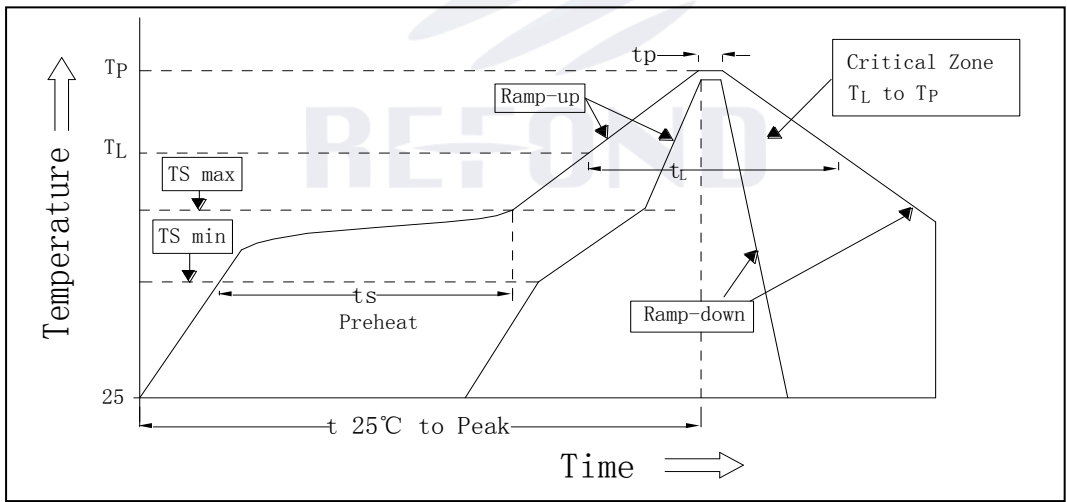 tp
Critical Zone
TL to TP
TP
Ramp-up
REFOND
TL
tL
TS max
TS min
ts
Preheat
Ramp-down
Temperature
25
t 25℃ to Peak
Time